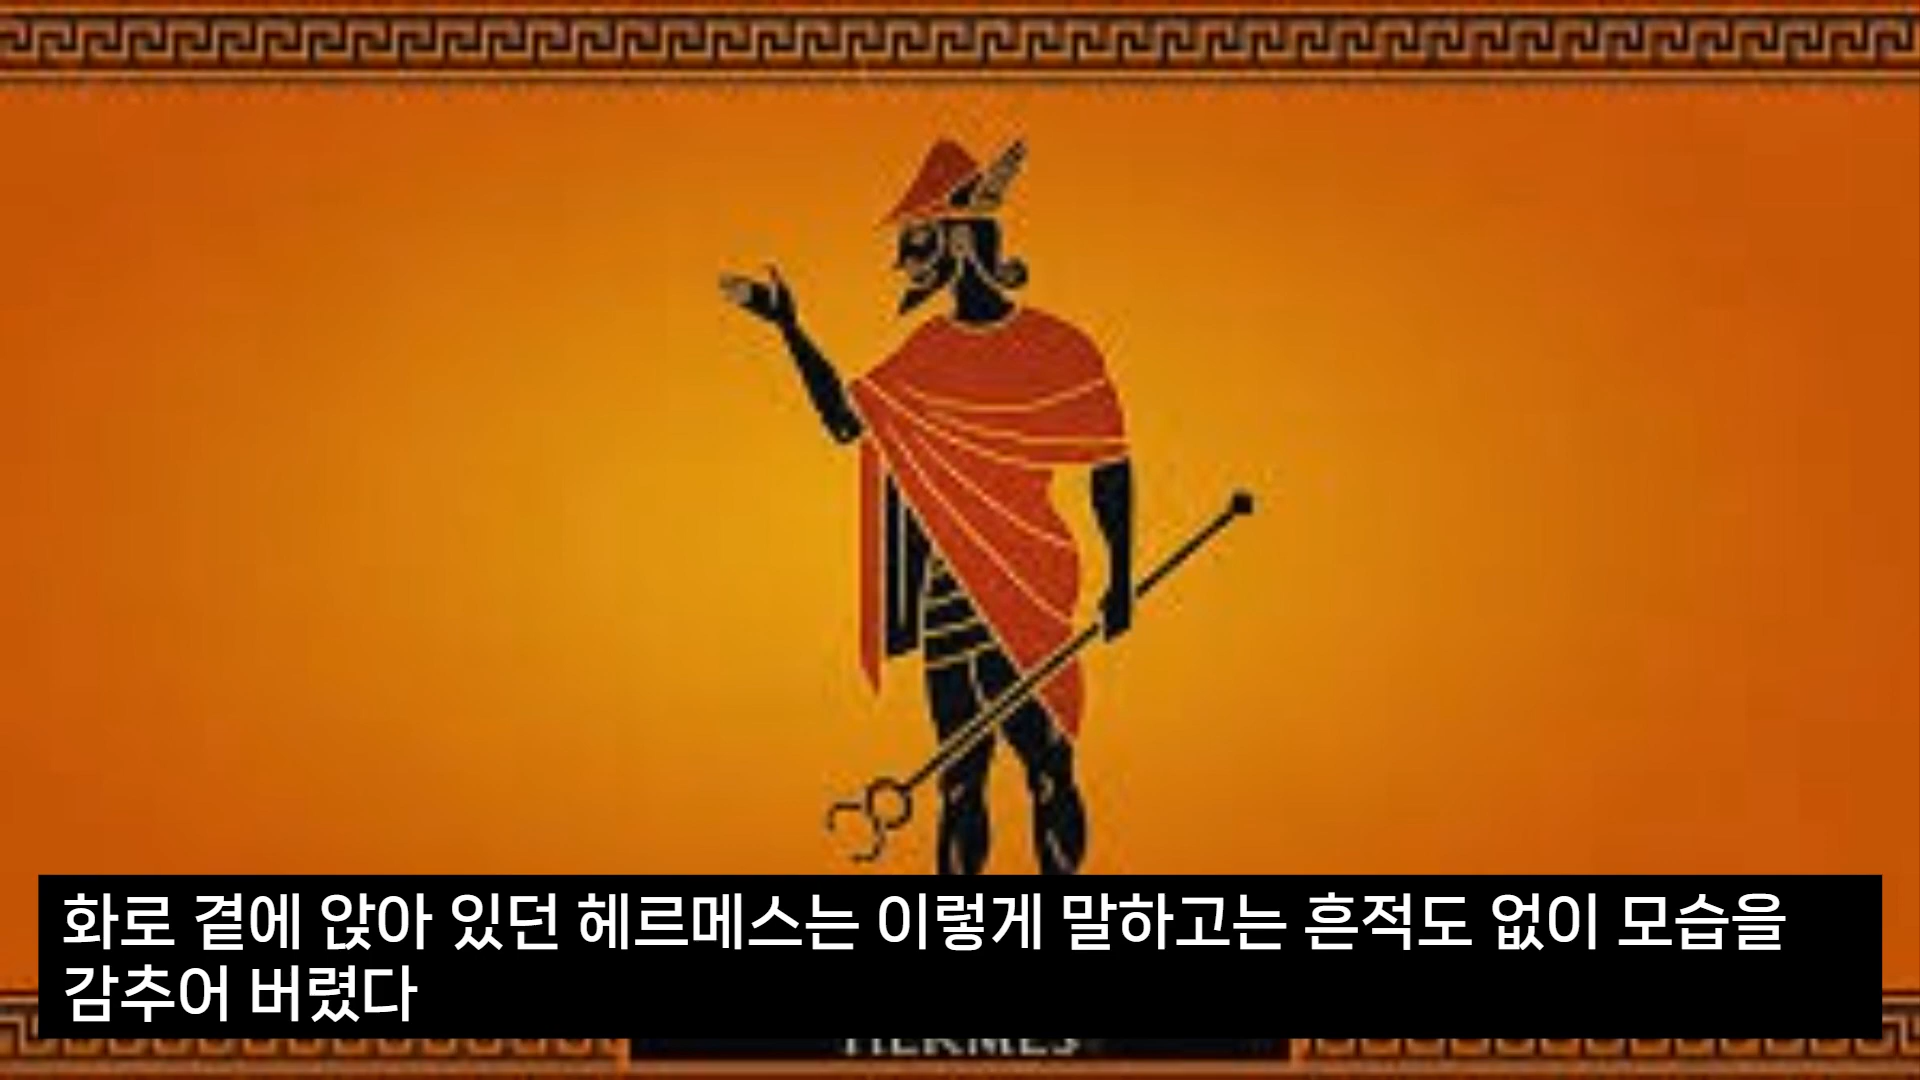 화로 곁에 앉아 있던 헤르메스는 이렇게 말하고는 흔적도 없이 모습을
감추어 버렸다
HERMES